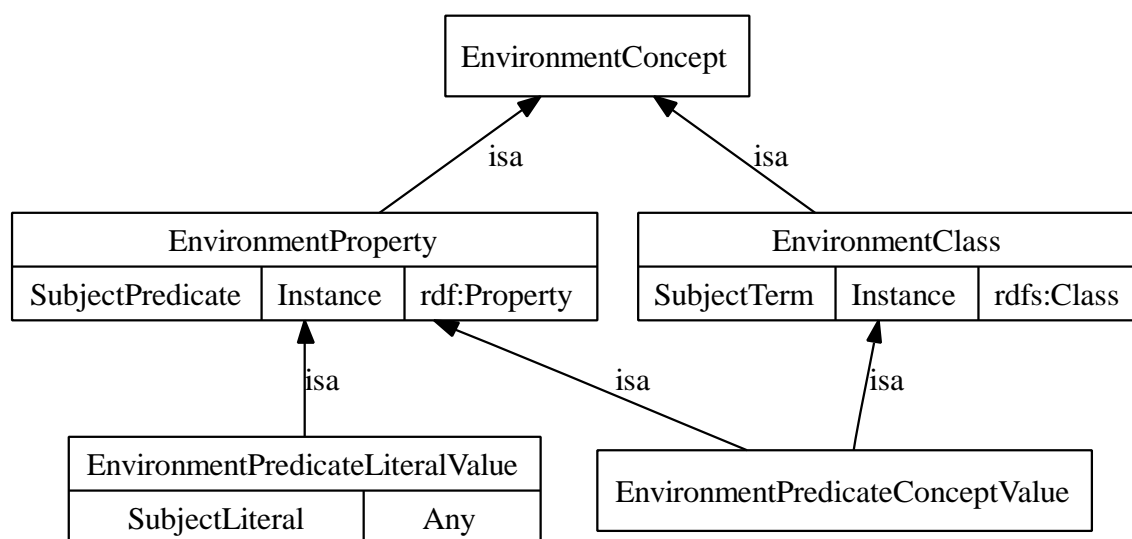 EnvironmentConcept
isa isa
EnvironmentProperty EnvironmentClass
SubjectPredicate Instance rdf:Property SubjectTerm Instance rdfs:Class
isa isa isa
EnvironmentPredicateLiteralValue
EnvironmentPredicateConceptValue
SubjectLiteral Any